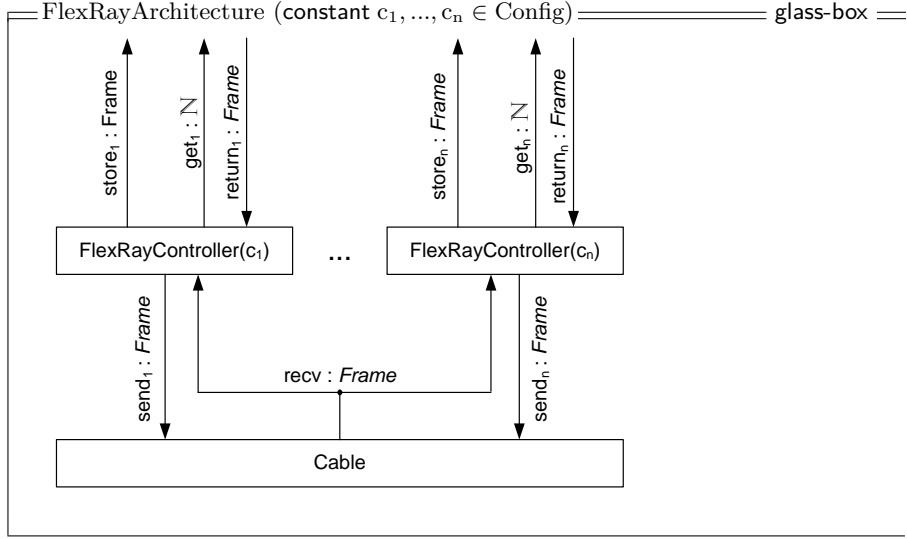 FlexRayArchitecture (constant c₁, ..., cₙ ∈ Config) glass-box
store₁ : Frame
get₁ : ℕ
return₁ : Frame
storeₙ : Frame
getₙ : ℕ
returnₙ : Frame
FlexRayController(c₁)
...
FlexRayController(cₙ)
send₁ : Frame
recv : Frame
sendₙ : Frame
Cable